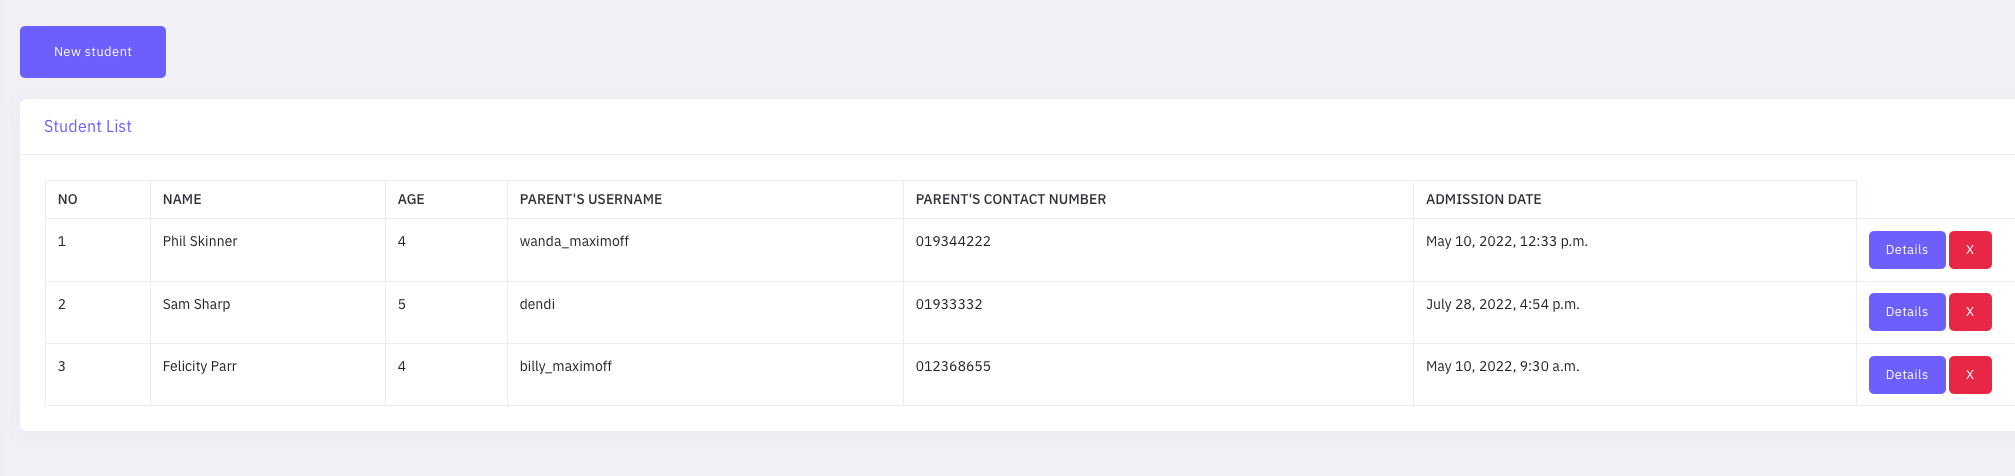 New student
Student List
NO NAME AGE PARENT'S USERNAME PARENT'S CONTACT NUMBER ADMISSION DATE
1 Phil Skinner 4 wanda_maximoff 019344222 May 10, 2022, 12:33 p.m. Details X
2 Sam Sharp 5 dendi 01933332 July 28, 2022, 4:54 p.m. Details X
3 Felicity Parr 4 billy_maximoff 012368655 May 10, 2022, 9:30 a.m. Details X